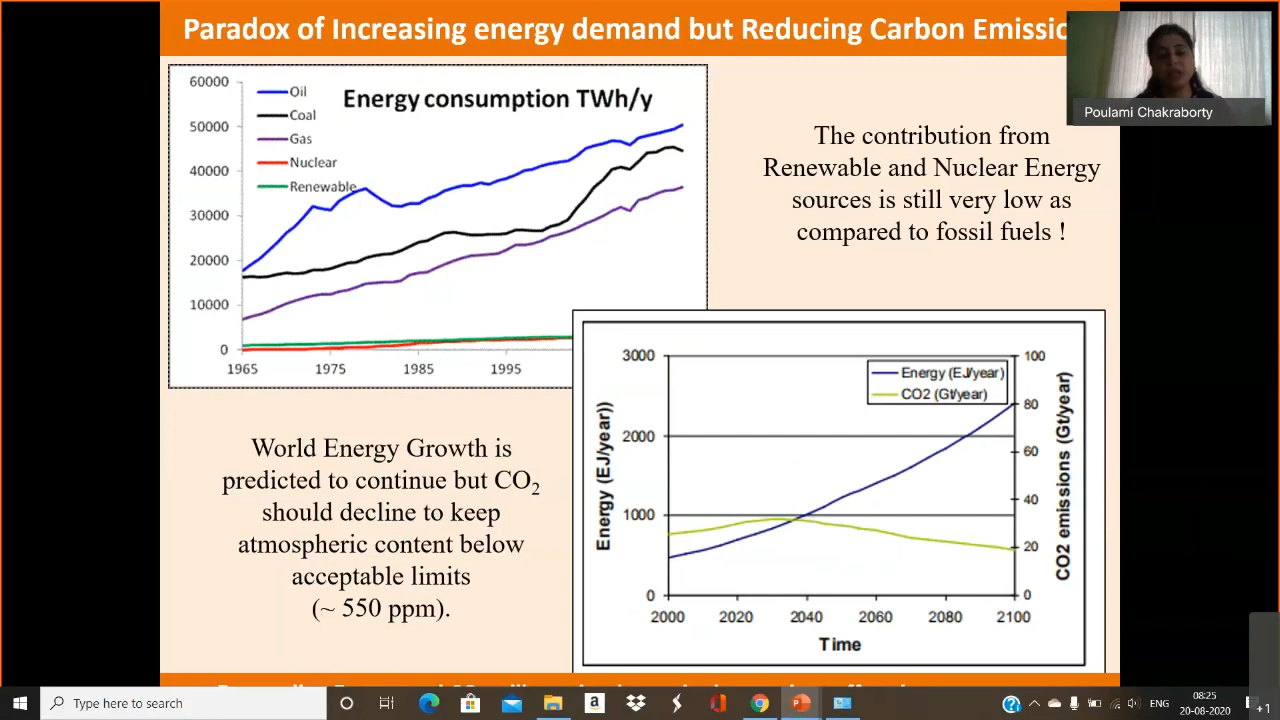 Paradox of Increasing energy demand but Reducing Carbon
Poulami Chakraborty
Energy consumption TWh/y
Oil
Coal
Gas
Nuclear
Renewable
60000
50000
40000
30000
20000
10000
0
1965
1975
1985
1995
The contribution from
Renewable and Nuclear Energy
sources is still very low as
compared to fossil fuels !
World Energy Growth is
predicted to continue but CO2
should decline to keep
atmospheric content below
acceptable limits
(~ 550 ppm).
Energy (EJ/year)
CO2 (Gt/year)
Energy (EJ/year))
3000
2000
1000
0
100
80
60
40
20
0
CO2 emissions (Gt/year)
2000
2020
2040
2060
2080
2100
Time
Type here to search
ENG
08:25
20-08-2020
+1